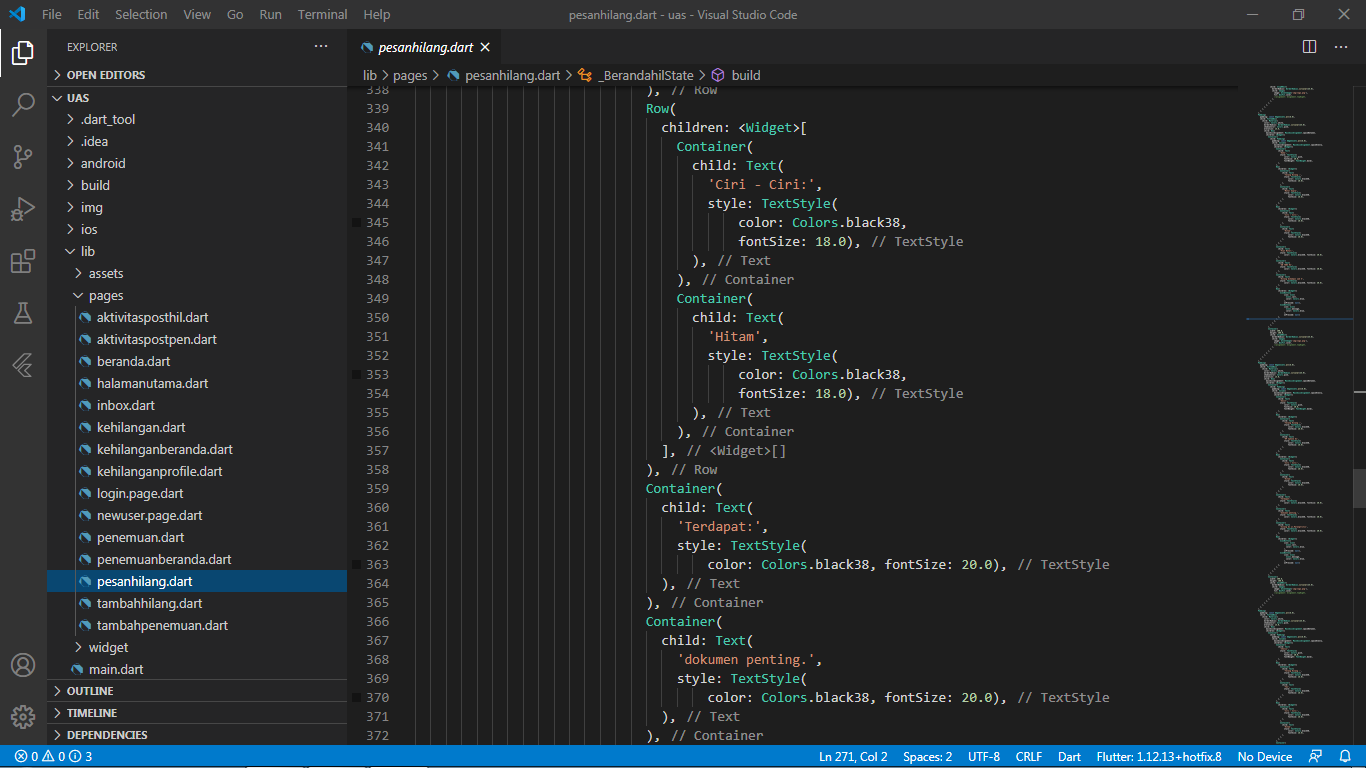 File Edit Selection View Go Run Terminal Help
pesanhilang.dart - uas - Visual Studio Code
EXPLORER
OPEN EDITORS
UAS
.dart_tool
.idea
android
build
img
ios
lib
assets
pages
aktivitasposthil.dart
aktivitaspostpen.dart
beranda.dart
halamanutama.dart
inbox.dart
kehilangan.dart
kehilanganberanda.dart
kehilanganprofile.dart
login.page.dart
newuser.page.dart
penemuan.dart
penemuanberanda.dart
pesanhilang.dart
tambahhilang.dart
tambahpenemuan.dart
widget
main.dart
OUTLINE
TIMELINE
DEPENDENCIES
pesanhilang.dart
lib > pages > pesanhilang.dart > _BerandahilState > build
338 ), // Row
339 Row(
340 children: <Widget>[
341 Container(
342 child: Text(
343 'Ciri - Ciri:',
344 style: TextStyle(
345 color: Colors.black38,
346 fontSize: 18.0), // TextStyle
347 ), // Text
348 ), // Container
349 Container(
350 child: Text(
351 'Hitam',
352 style: TextStyle(
353 color: Colors.black38,
354 fontSize: 18.0), // TextStyle
355 ), // Text
356 ), // Container
357 ], // <Widget>[]
358 ), // Row
359 Container(
360 child: Text(
361 'Terdapat:',
362 style: TextStyle(
363 color: Colors.black38, fontSize: 20.0), // TextStyle
364 ), // Text
365 ), // Container
366 Container(
367 child: Text(
368 'dokumen penting.',
369 style: TextStyle(
370 color: Colors.black38, fontSize: 20.0), // TextStyle
371 ), // Text
372 ), // Container
0 0 3
Ln 271, Col 2 Spaces: 2 UTF-8 CRLF Dart Flutter: 1.12.13+hotfix.8 No Device